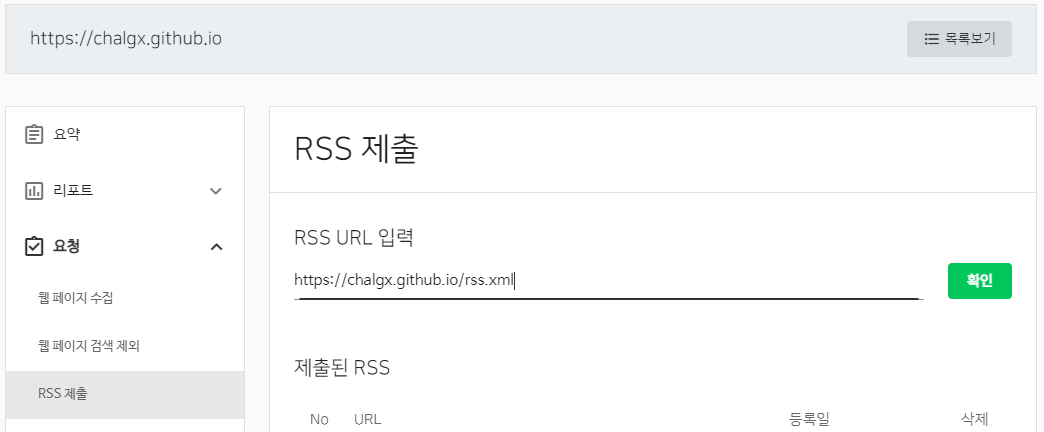 https://chalgx.github.io
목록보기
요약
리포트
요청
웹 페이지 수집
웹 페이지 검색 제외
RSS 제출
RSS 제출
RSS URL 입력
https://chalgx.github.io/rss.xml
확인
제출된 RSS
No URL 등록일 삭제